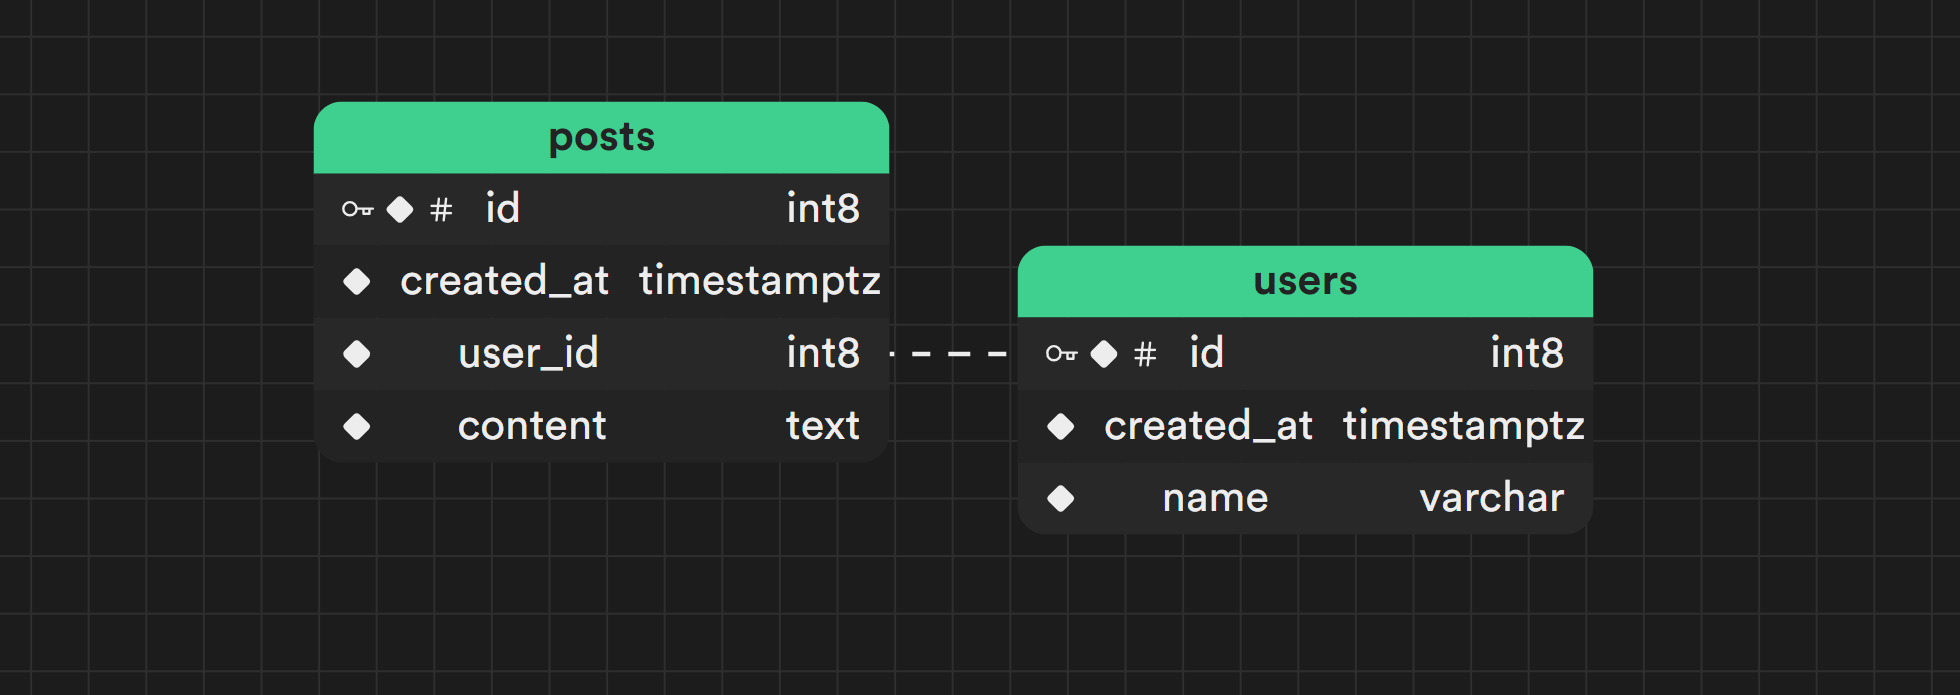 posts
# id int8
created_at timestamptz
user_id int8
content text
users
# id int8
created_at timestamptz
name varchar